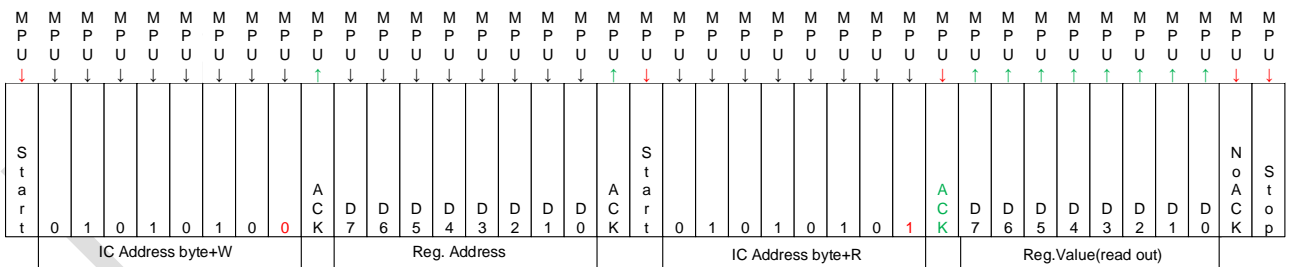 MPU MPU MPU MPU MPU MPU MPU MPU MPU MPU MPU MPU MPU MPU MPU MPU MPU MPU MPU MPU MPU MPU MPU MPU MPU MPU MPU MPU MPU MPU MPU MPU MPU MPU MPU MPU MPU MPU MPU
↓ ↓ ↓ ↓ ↓ ↓ ↓ ↓ ↓ ↑ ↓ ↓ ↓ ↓ ↓ ↓ ↓ ↓ ↑ ↓ ↓ ↓ ↓ ↓ ↓ ↓ ↓ ↓ ↓ ↑ ↑ ↑ ↑ ↑ ↑ ↑ ↑ ↓ ↓
Start 0 1 0 1 0 1 0 0 ACK D7 D6 D5 D4 D3 D2 D1 D0 ACK Start 0 1 0 1 0 1 0 1 ACK D7 D6 D5 D4 D3 D2 D1 D0 NoACK Stop
IC Address byte+W Reg. Address IC Address byte+R Reg.Value(read out)